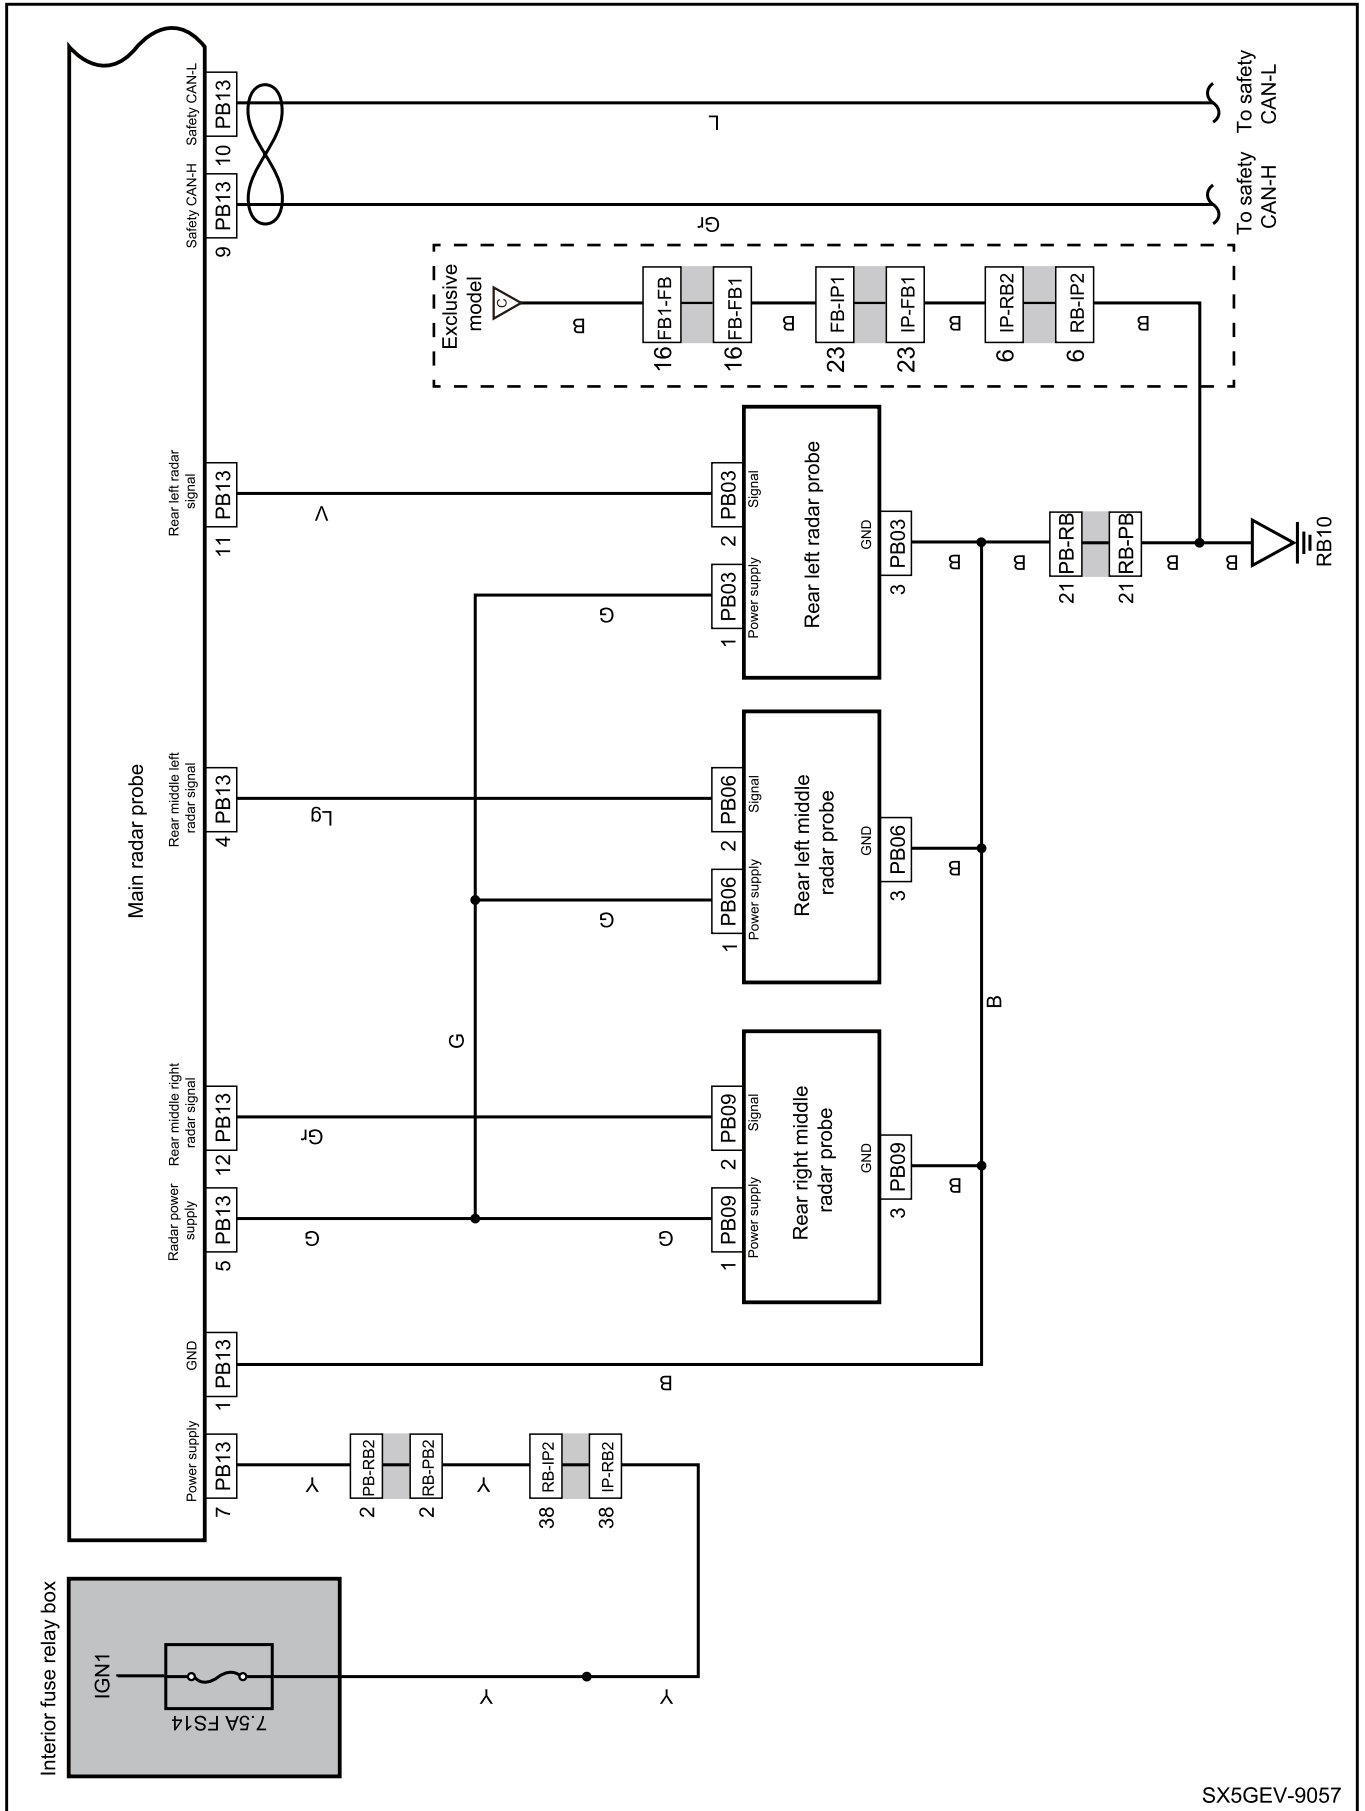 Interior fuse relay box
IGN1
7.5A FS14
Y
Y
Main radar probe
Power supply
7
PB13
Y
2
PB-RB2
2
RB-PB2
Y
38
RB-IP2
38
IP-RB2
GND
1
PB13
B
Radar power
supply
5
PB13
G
G
G
Rear middle right
radar signal
12
PB13
Gr
Rear middle left
radar signal
4
PB13
Lg
Rear left radar
signal
11
PB13
V
Safety CAN-H
9
PB13
Gr
To safety
CAN-H
Safety CAN-L
10
PB13
L
To safety
CAN-L
1
PB09
Power supply
2
PB09
Signal
Rear right middle
radar probe
GND
3
PB09
B
G
1
PB06
Power supply
2
PB06
Signal
Rear left middle
radar probe
GND
3
PB06
B
G
1
PB03
Power supply
2
PB03
Signal
Rear left radar probe
GND
3
PB03
B
B
B
21
PB-RB
21
RB-PB
B
B
RB10
Exclusive
model
C
B
16
FB1-FB
16
FB-FB1
B
23
FB-IP1
23
IP-FB1
B
6
IP-RB2
6
RB-IP2
B
SX5GEV-9057